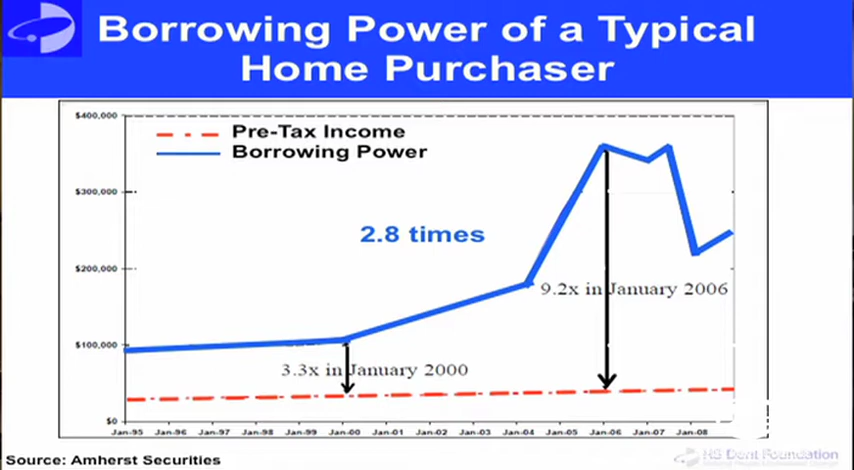 Borrowing Power of a Typical
Home Purchaser
$400,000
Pre-Tax Income
Borrowing Power
$300,000
2.8 times
$200,000
9.2x in January 2006
$100,000
3.3x in January 2000
$0
Jan-95 Jan-96 Jan-97 Jan-98 Jan-99 Jan-00 Jan-01 Jan-02 Jan-03 Jan-04 Jan-05 Jan-06 Jan-07 Jan-08
Source: Amherst Securities
HS Dent Foundation